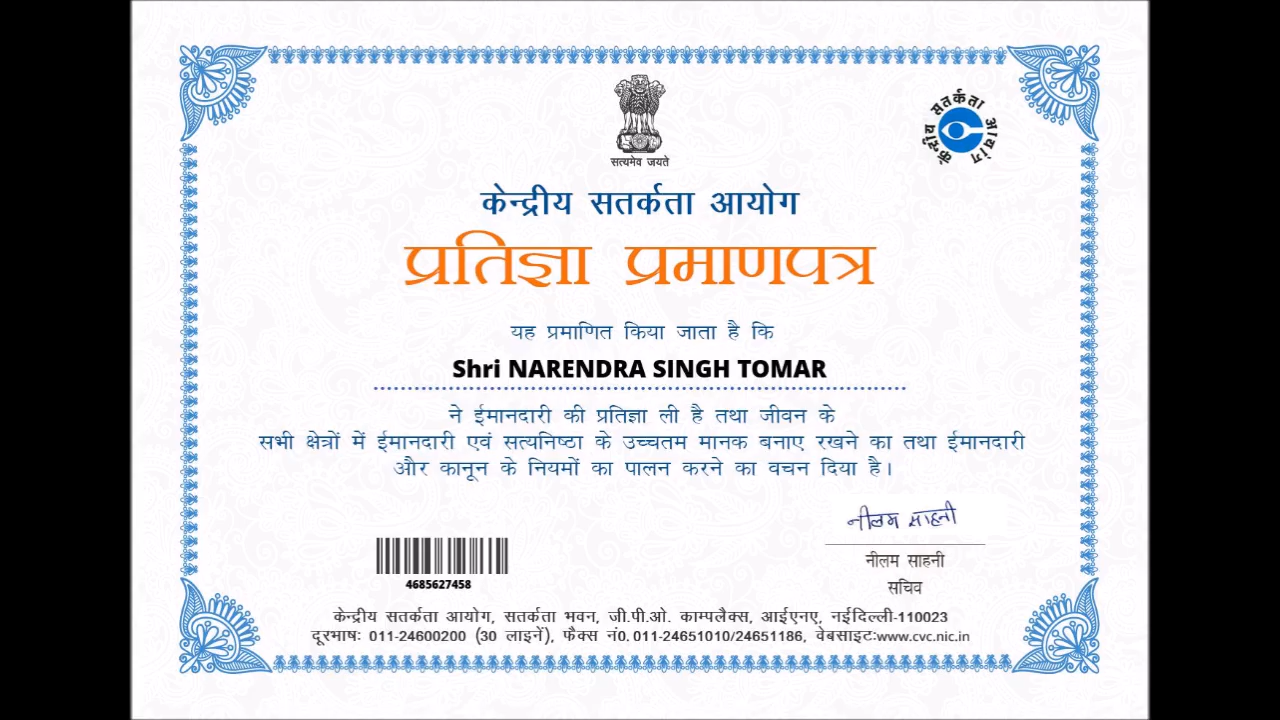 सत्यमेव जयते
केन्द्रीय सतर्कता आयोग
केन्द्रीय सतर्कता आयोग
प्रतिज्ञा प्रमाणपत्र
यह प्रमाणित किया जाता है कि
Shri NARENDRA SINGH TOMAR
ने ईमानदारी की प्रतिज्ञा ली है तथा जीवन के
सभी क्षेत्रों में ईमानदारी एवं सत्यनिष्ठा के उच्चतम मानक बनाए रखने का तथा ईमानदारी
और कानून के नियमों का पालन करने का वचन दिया है।
नीलम साहनी
नीलम साहनी
सचिव
4685627458
केन्द्रीय सतर्कता आयोग, सतर्कता भवन, जी.पी.ओ. काम्पलैक्स, आईएनए, नईदिल्ली-110023
दूरभाषः 011-24600200 (30 लाइनें), फैक्स नं0. 011-24651010/24651186, वेबसाइटःwww.cvc.nic.in